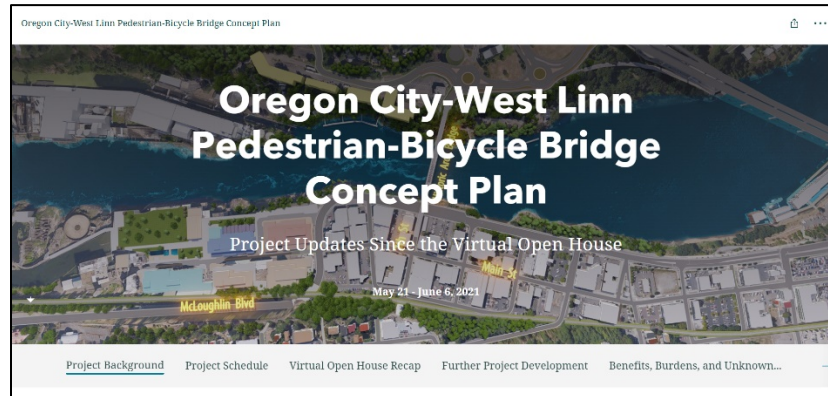 Oregon City-West Linn Pedestrian-Bicycle Bridge Concept Plan
Oregon City-West Linn
Pedestrian-Bicycle Bridge
Concept Plan
Project Updates Since the Virtual Open House
Main St
May 21 - June 6, 2021
McLoughlin Blvd
Project Background Project Schedule Virtual Open House Recap Further Project Development Benefits, Burdens, and Unknown...